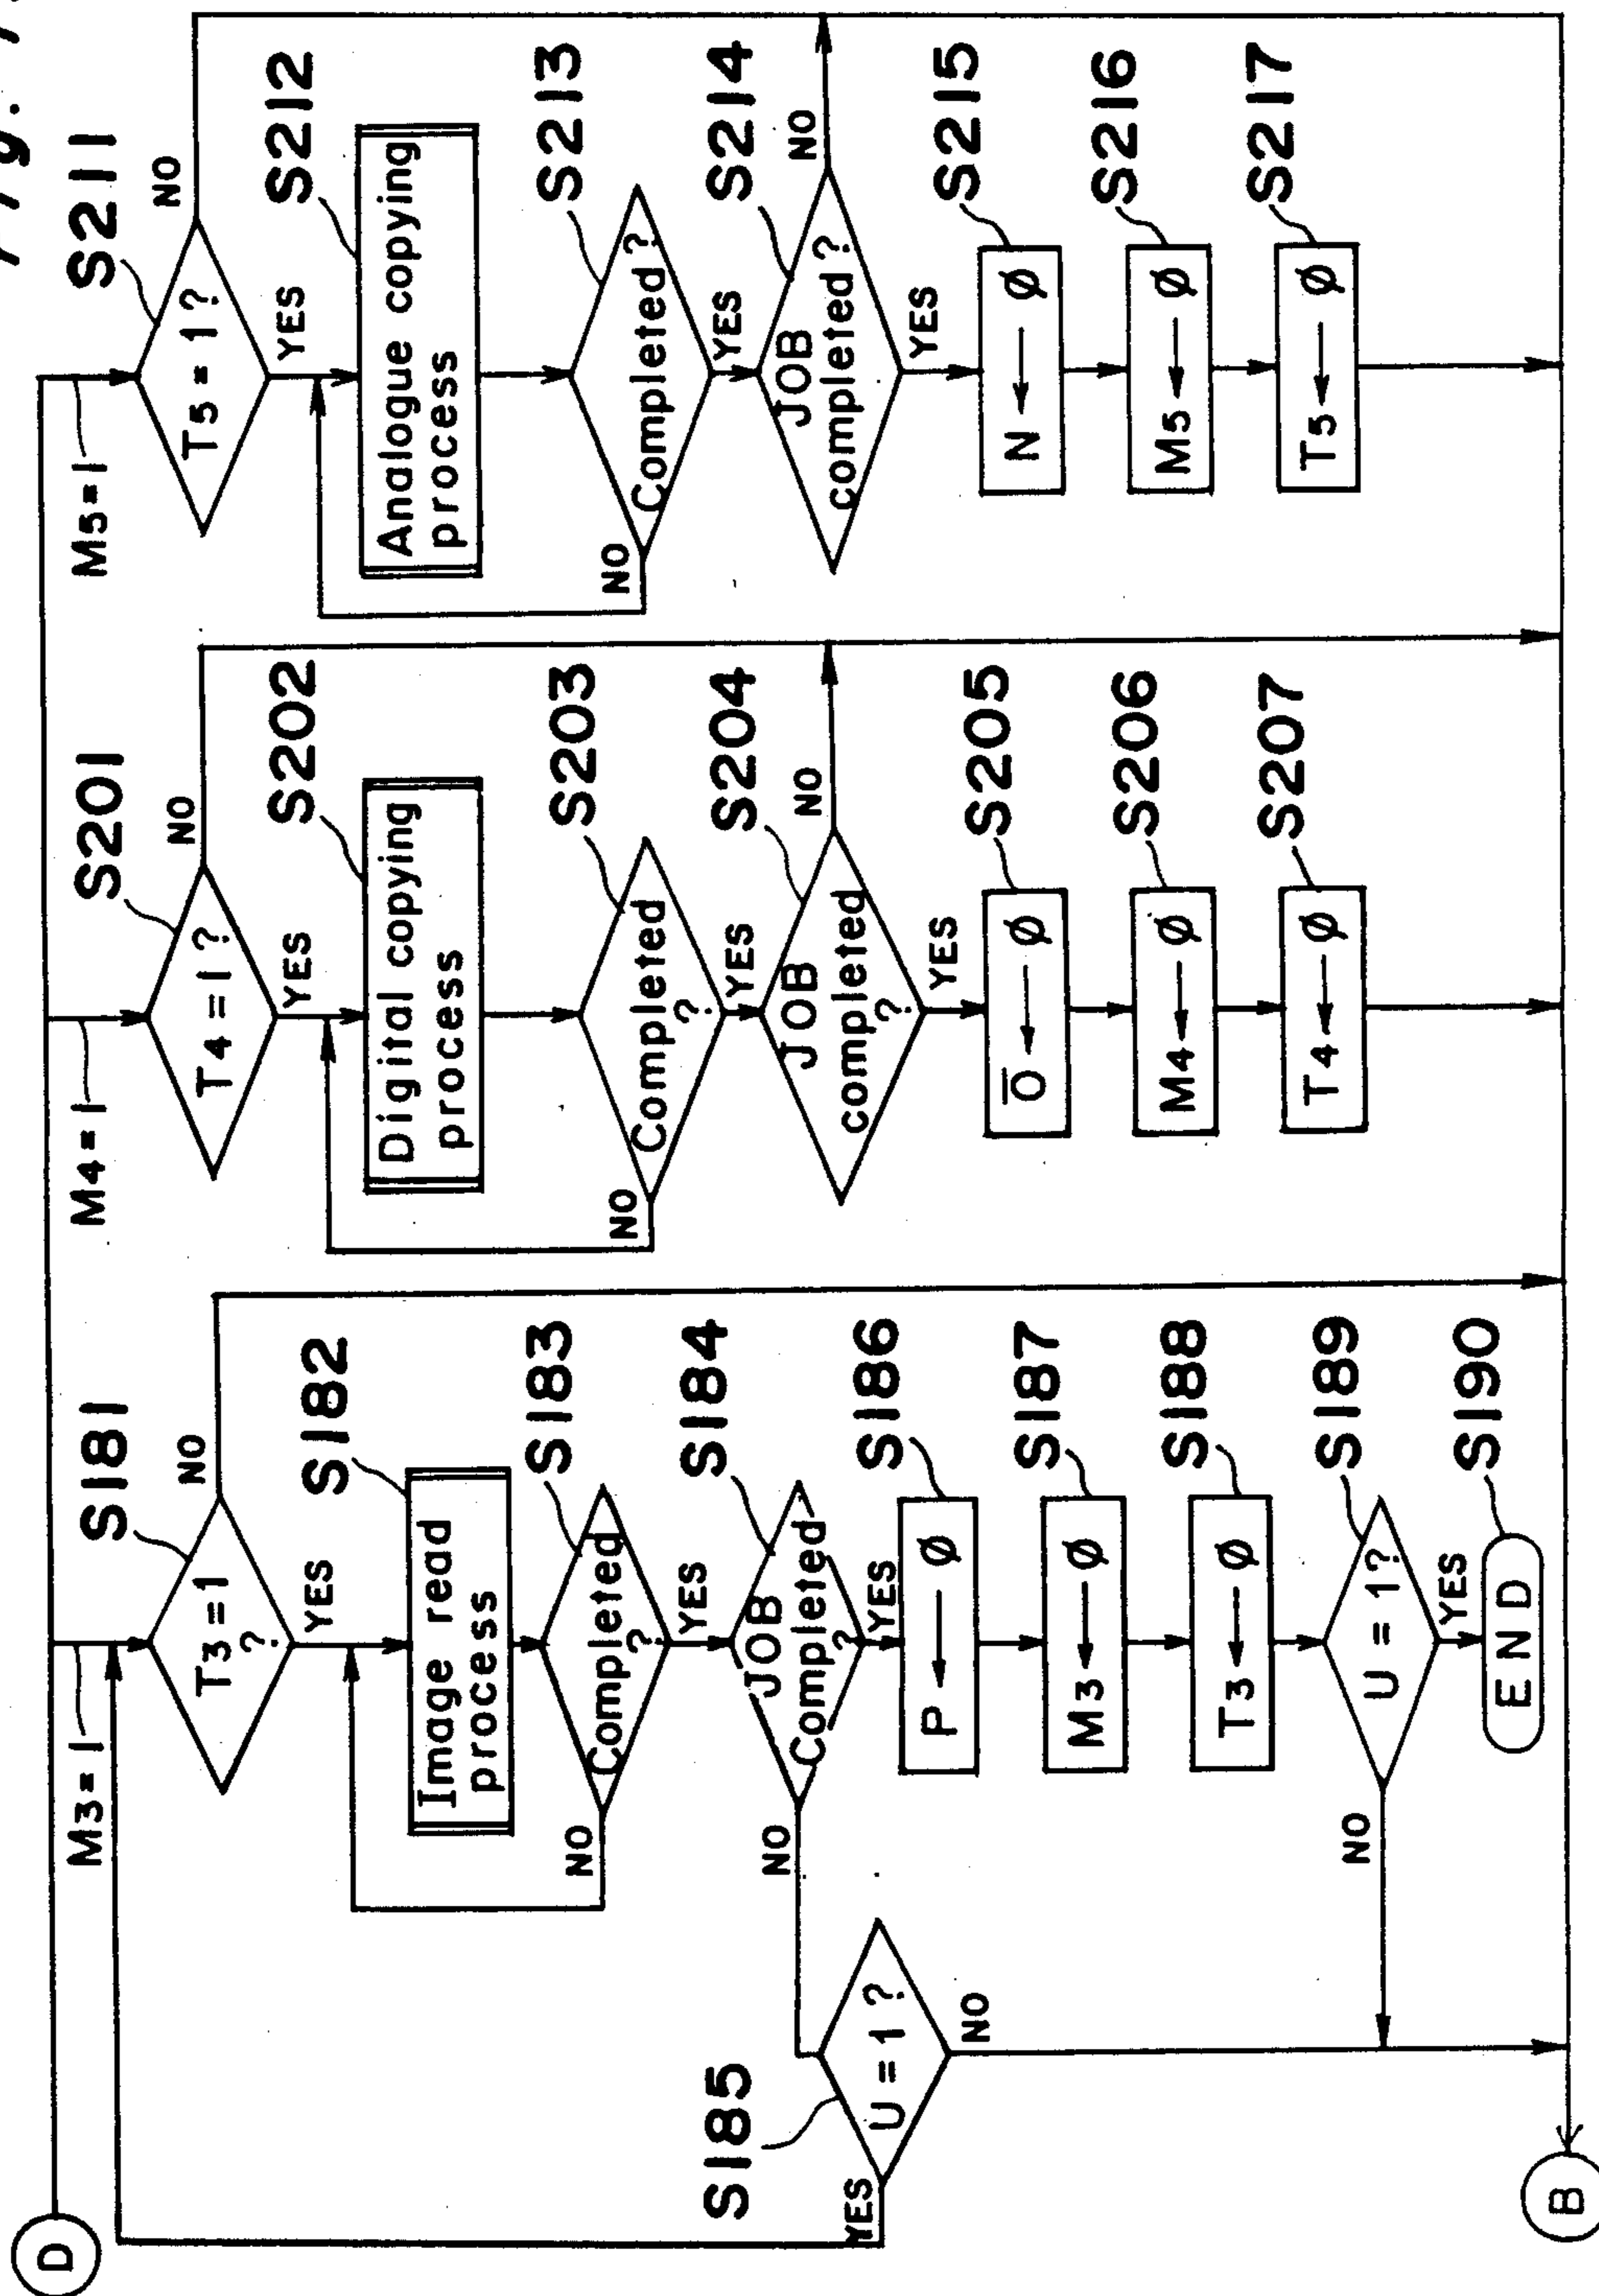 D
M3=1
S181
T3=1
?
NO
YES
S182
Image read
process
S183
Completed
?
NO
YES
S184
JOB
Completed
?
NO
YES
S185
U=1?
YES
NO
S186
P ← Ø
S187
M3 ← Ø
S188
T3 ← Ø
S189
U=1?
NO
YES
S190
END
M4=1
S201
T4=1?
NO
YES
S202
Digital copying
process
S203
Completed
?
NO
YES
S204
JOB
completed
?
NO
YES
S205
O̅ ← Ø
S206
M4 ← Ø
S207
T4 ← Ø
M5=1
S211
T5=1?
NO
YES
S212
Analogue copying
process
S213
Completed?
NO
YES
S214
JOB
completed?
NO
YES
S215
N ← Ø
S216
M5 ← Ø
S217
T5 ← Ø
B